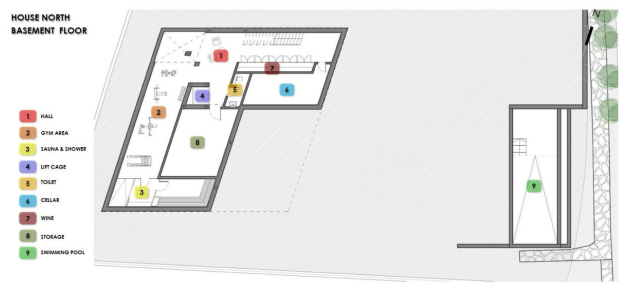 HOUSE NORTH
BASEMENT FLOOR
N
1 HALL
2 GYM AREA
3 SAUNA & SHOWER
4 LIFT CAGE
5 TOILET
6 CELLAR
7 WINE
8 STORAGE
9 SWIMMING POOL
1
7
4
5
6
2
8
3
9